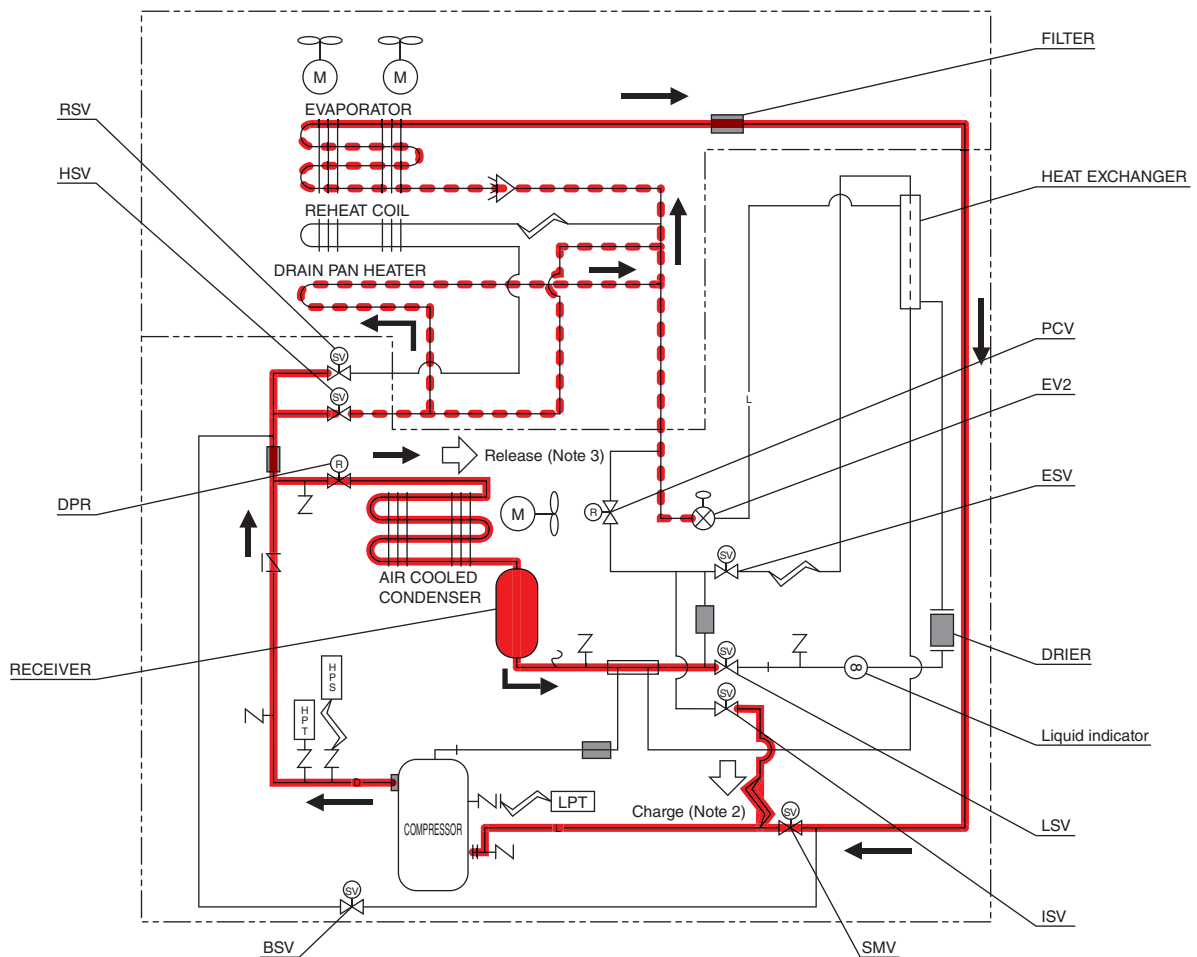 FILTER
M M
RSV
EVAPORATOR
HSV
HEAT EXCHANGER
REHEAT COIL
DRAIN PAN HEATER
PCV
SV
EV2
SV
L
Release (Note 3)
R
ESV
DPR
M
R
SV
AIR COOLED
CONDENSER
RECEIVER
SV
DRIER
HPS
SV
HPT
Liquid indicator
D
LPT
Charge (Note 2)
SV
LSV
COMPRESSOR
L
SV
ISV
BSV
SMV